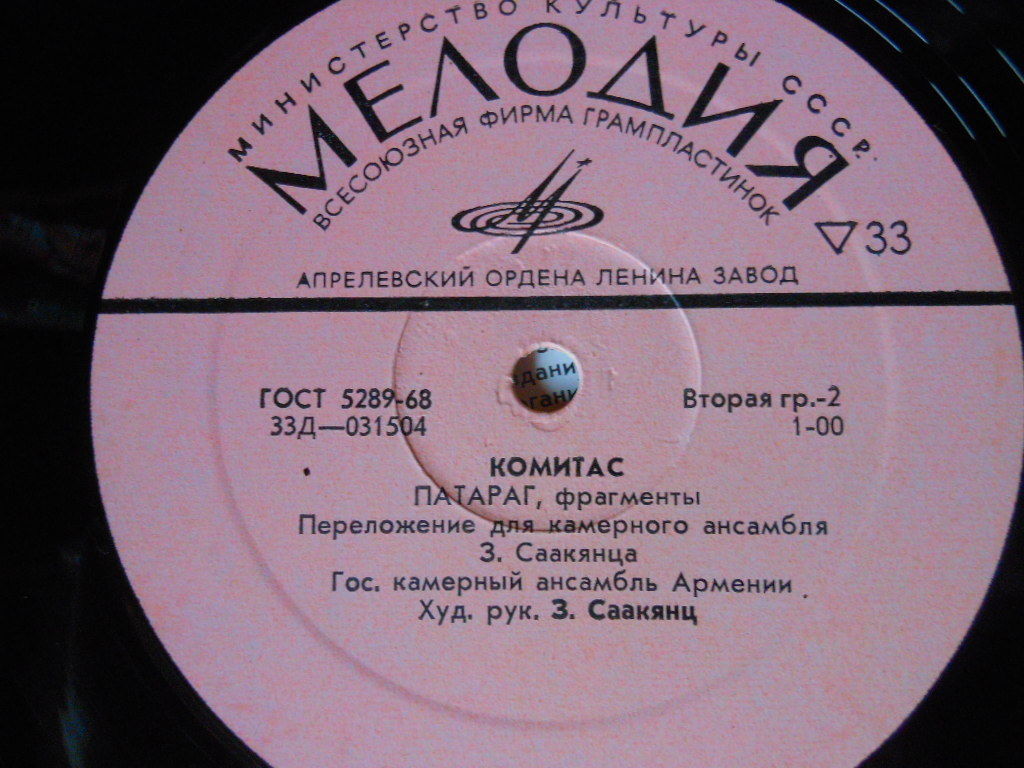 МИНИСТЕРСТВО КУЛЬТУРЫ СССР
МЕЛОДИЯ
ВСЕСОЮЗНАЯ ФИРМА ГРАМПЛАСТИНОК
33
АПРЕЛЕВСКИЙ ОРДЕНА ЛЕНИНА ЗАВОД
ГОСТ 5289-68
33Д—031504
Вторая гр.-2
1-00
КОМИТАС
ПАТАРАГ, фрагменты
Переложение для камерного ансамбля
З. Саакянца
Гос. камерный ансамбль Армении
Худ. рук. З. Саакянц